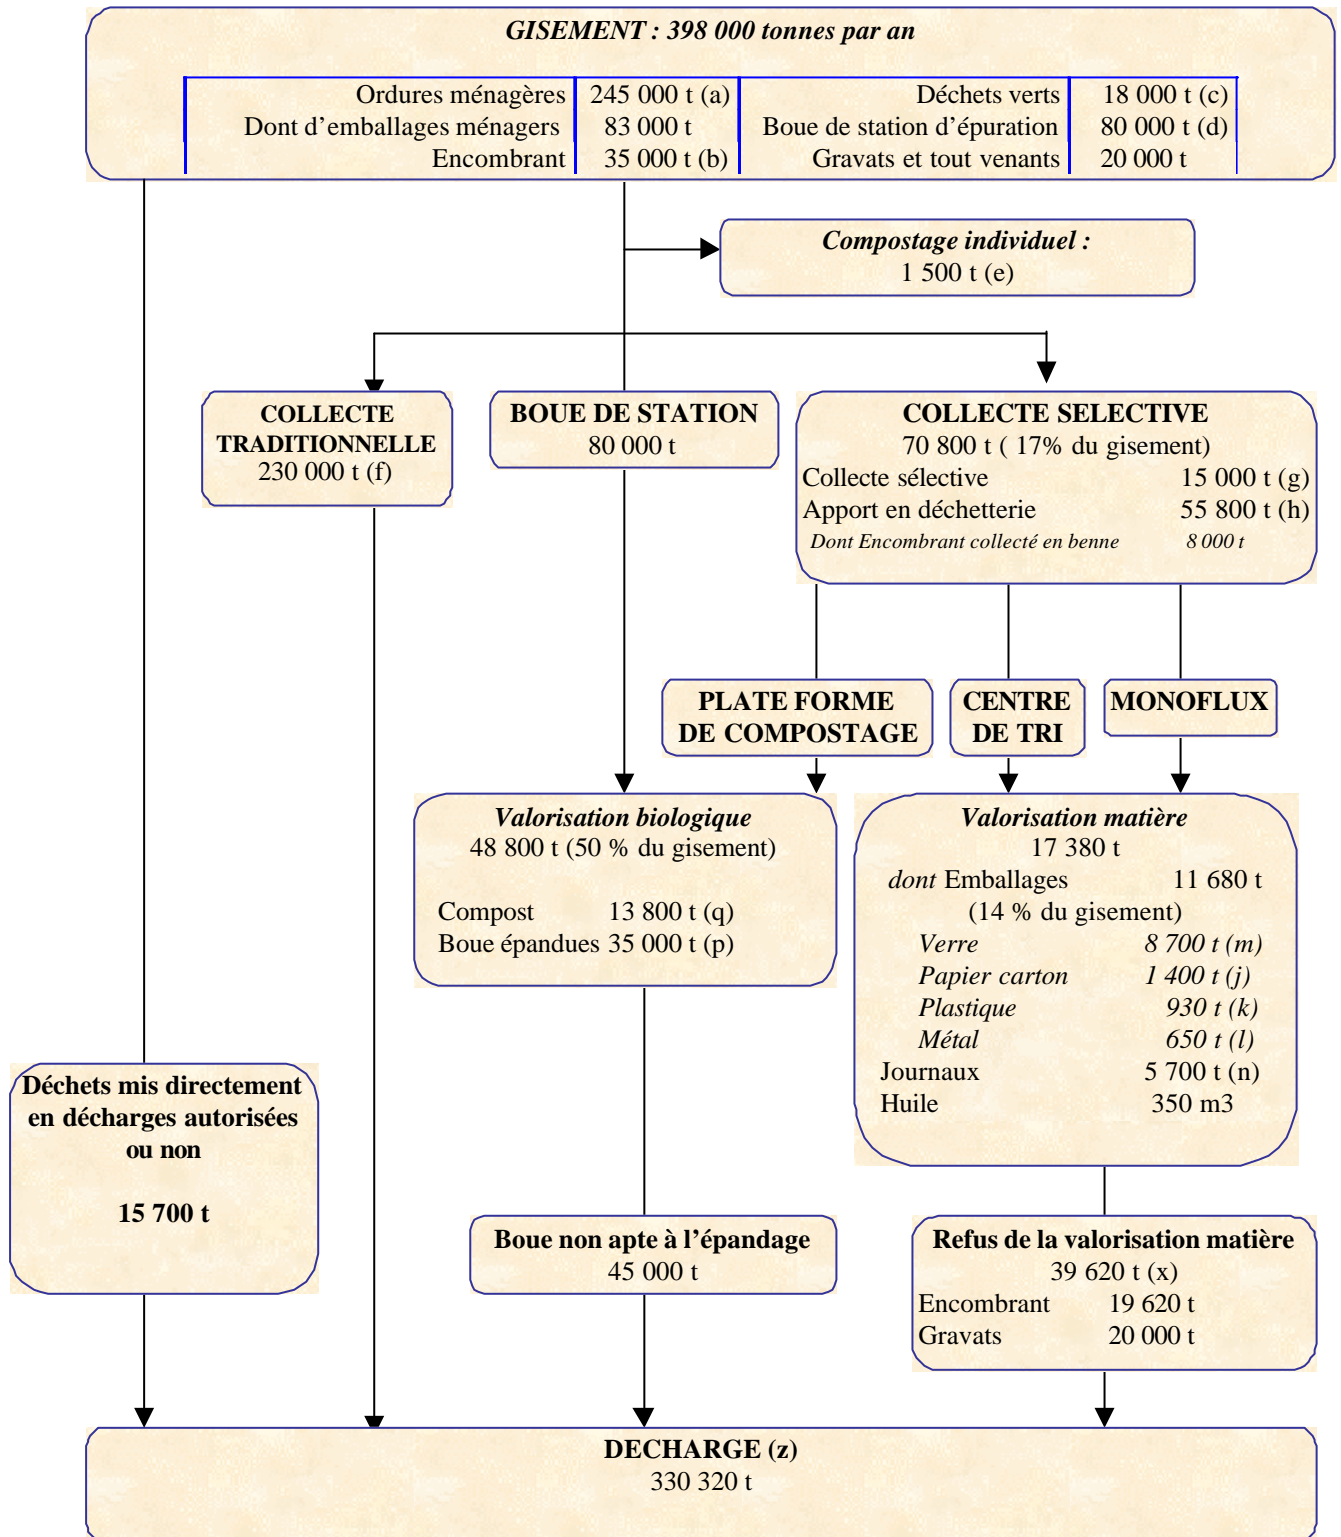 GISEMENT : 398 000 tonnes par an
Ordures ménagères 245 000 t (a) Déchets verts 18 000 t (c)
Dont d'emballages ménagers 83 000 t Boue de station d'épuration 80 000 t (d)
Encombrant 35 000 t (b) Gravats et tout venants 20 000 t
Compostage individuel :
1 500 t (e)
COLLECTE
TRADITIONNELLE
230 000 t (f)
BOUE DE STATION
80 000 t
COLLECTE SELECTIVE
70 800 t ( 17% du gisement)
Collecte sélective 15 000 t (g)
Apport en déchetterie 55 800 t (h)
Dont Encombrant collecté en benne 8 000 t
PLATE FORME
DE COMPOSTAGE
CENTRE
DE TRI
MONOFLUX
Valorisation biologique
48 800 t (50 % du gisement)
Compost 13 800 t (q)
Boue épandues 35 000 t (p)
Valorisation matière
17 380 t
dont Emballages 11 680 t
(14 % du gisement)
Verre 8 700 t (m)
Papier carton 1 400 t (j)
Plastique 930 t (k)
Métal 650 t (l)
Journaux 5 700 t (n)
Huile 350 m3
Déchets mis directement
en décharges autorisées
ou non
15 700 t
Boue non apte à l'épandage
45 000 t
Refus de la valorisation matière
39 620 t (x)
Encombrant 19 620 t
Gravats 20 000 t
DECHARGE (z)
330 320 t